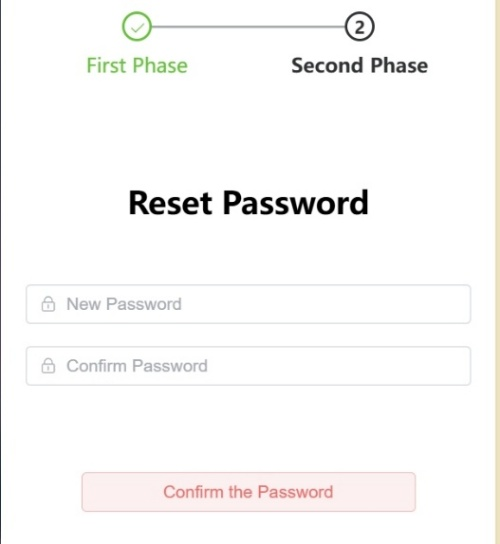 2
First Phase
Second Phase
Reset Password
New Password
Confirm Password
Confirm the Password